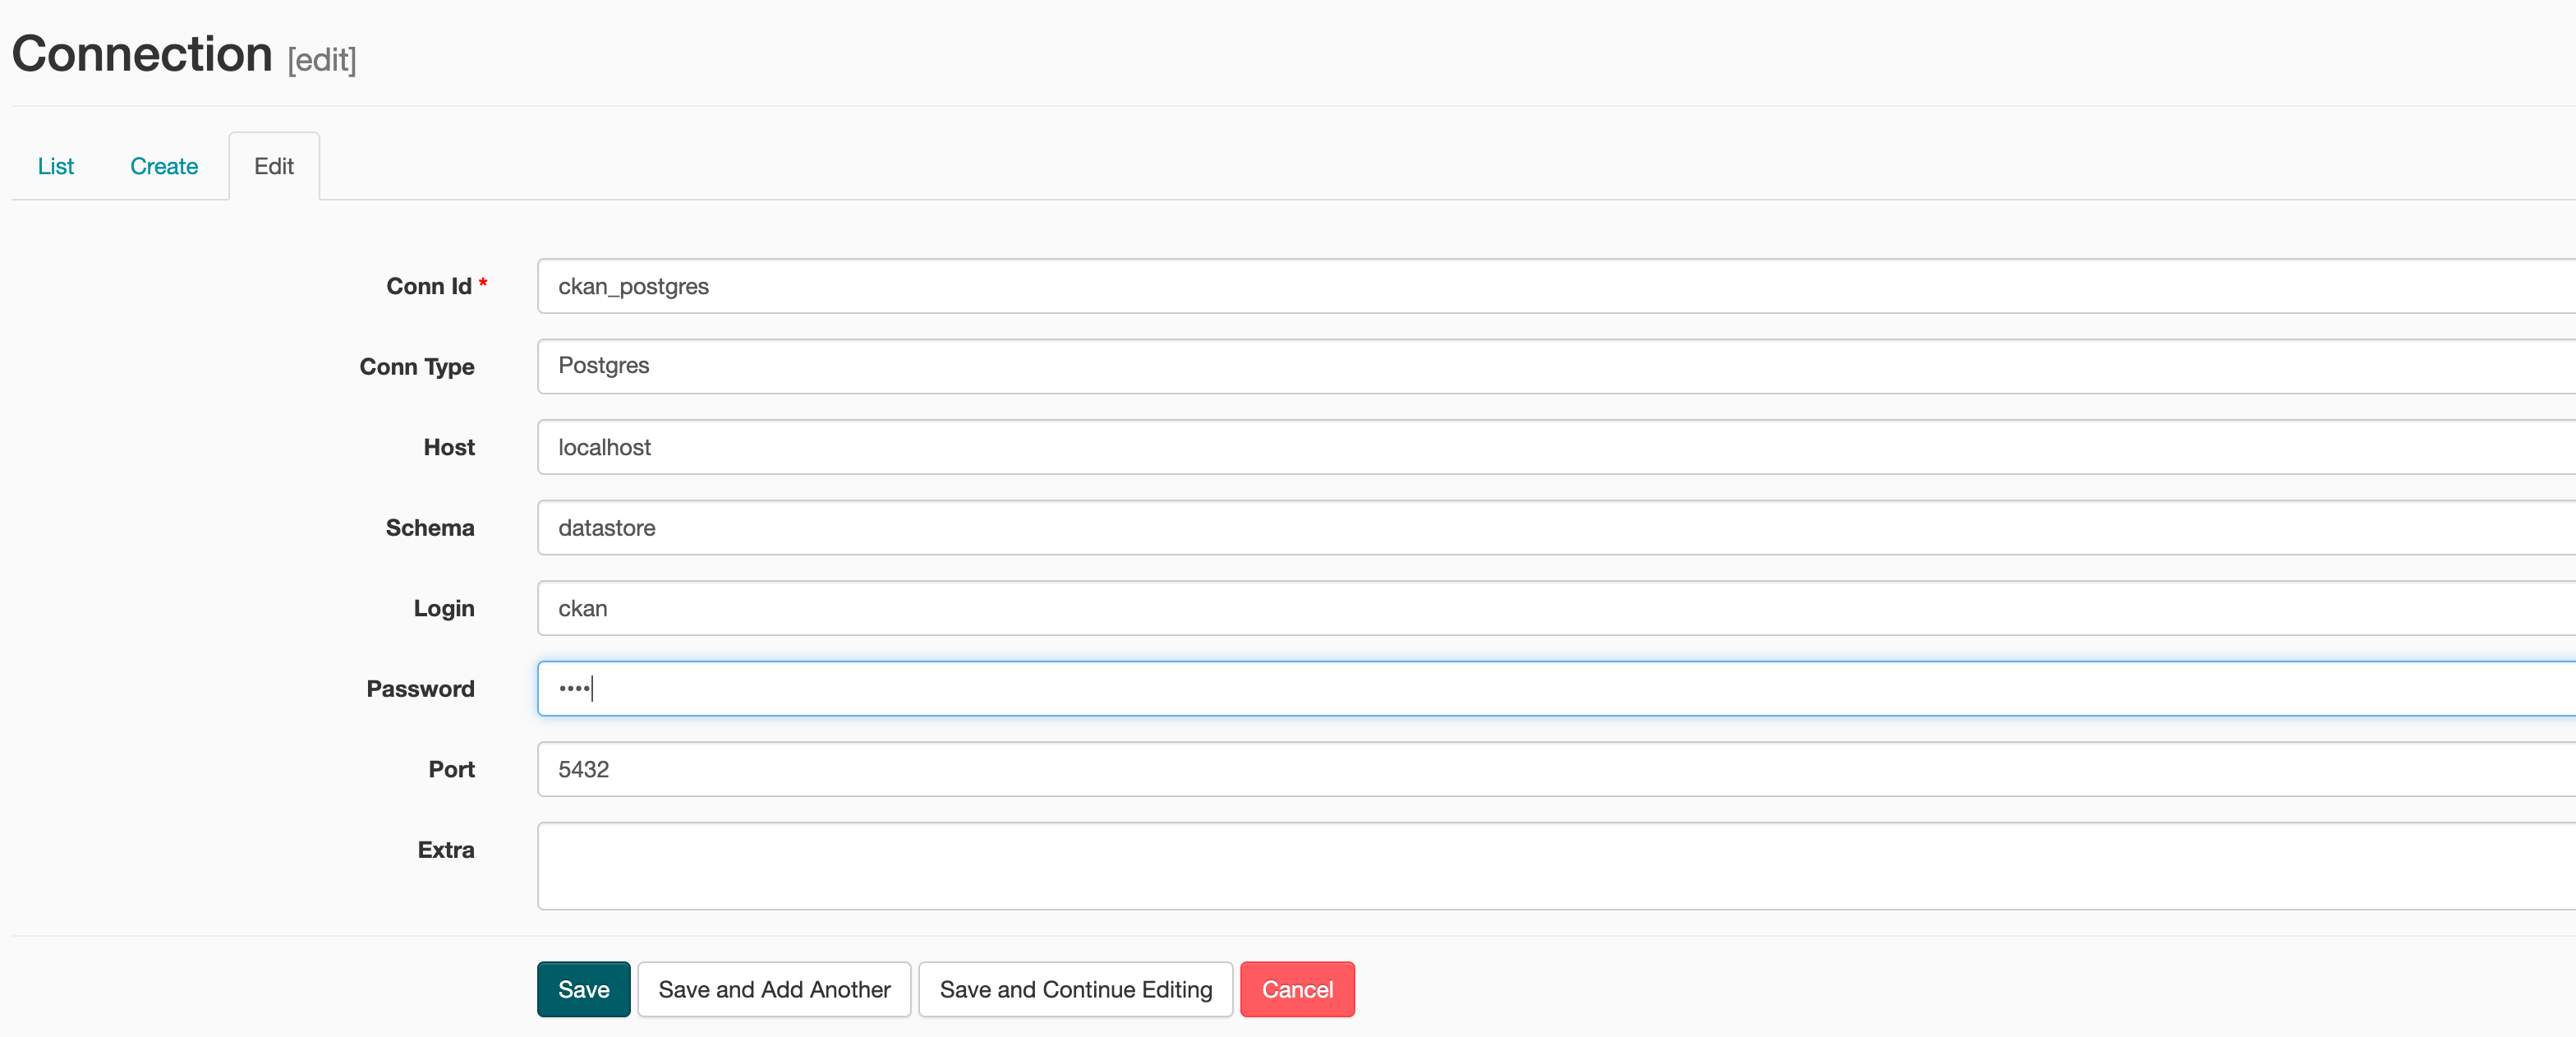 Connection [edit]
List Create Edit
Conn Id * ckan_postgres
Conn Type Postgres
Host localhost
Schema datastore
Login ckan
Password ••••
Port 5432
Extra
Save Save and Add Another Save and Continue Editing Cancel